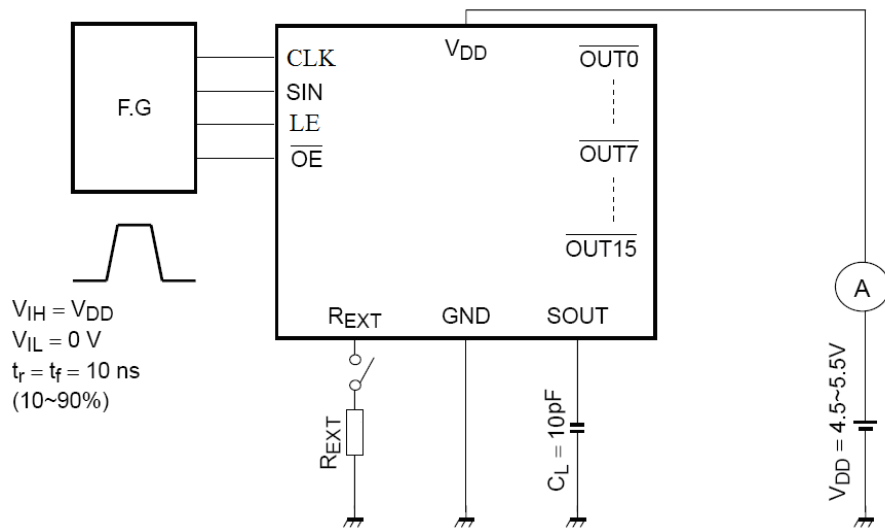 F.G
CLK
SIN
LE
OE
VDD
OUT0
OUT7
OUT15
REXT
GND
SOUT
A
VIH = VDD
VIL = 0 V
tr = tf = 10 ns
(10~90%)
REXT
CL = 10pF
VDD = 4.5~5.5V